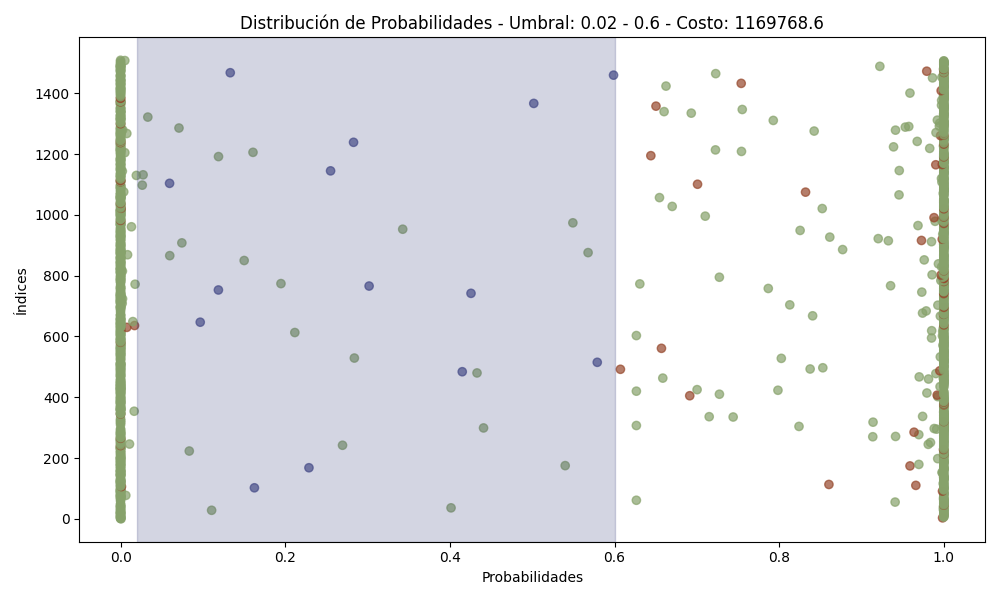 Distribución de Probabilidades - Umbral: 0.02 - 0.6 - Costo: 1169768.6
Índices
1400
1200
1000
800
600
400
200
0
0.0 0.2 0.4 0.6 0.8 1.0
Probabilidades